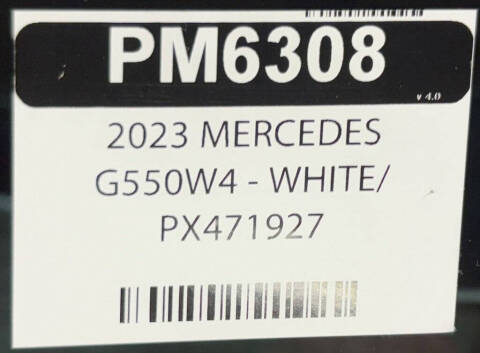 PM6308
v 4.0
2023 MERCEDES
G550W4 - WHITE/
PX471927